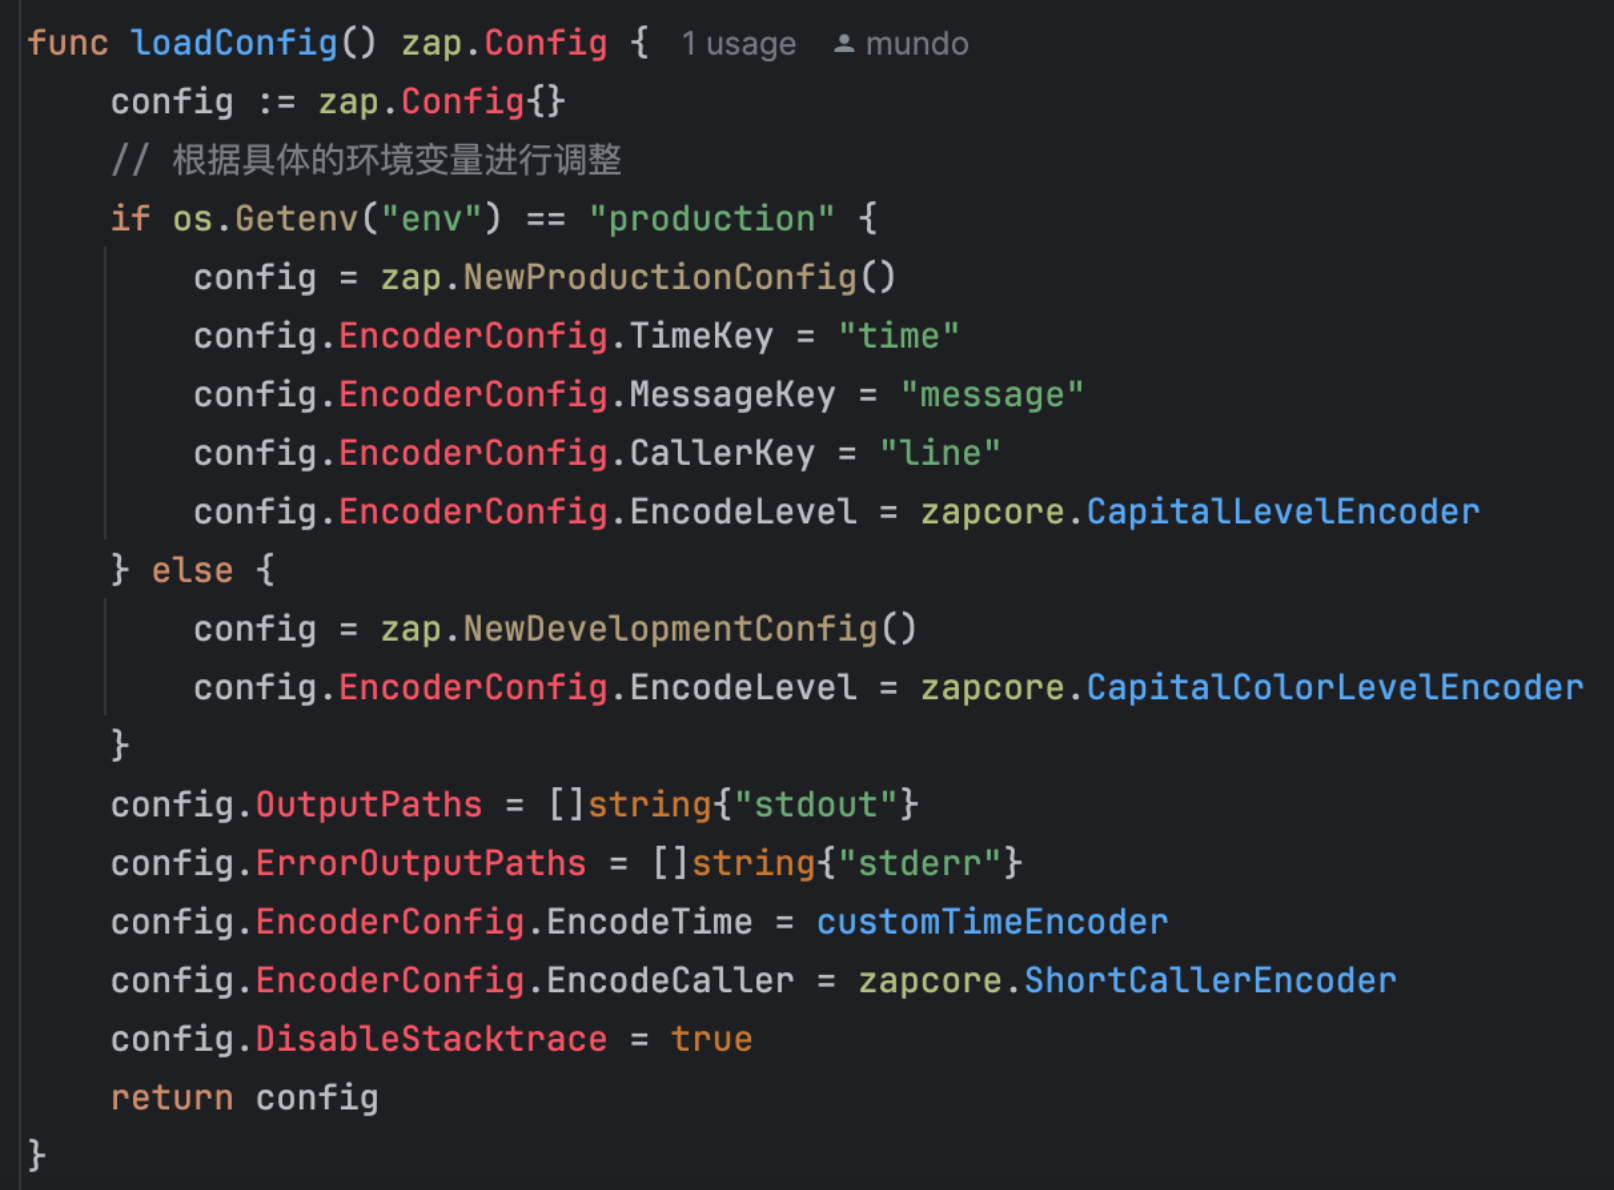 func loadConfig() zap.Config { 1 usage mundo
    config := zap.Config{}
    // 根据具体的环境变量进行调整
    if os.Getenv("env") == "production" {
        config = zap.NewProductionConfig()
        config.EncoderConfig.TimeKey = "time"
        config.EncoderConfig.MessageKey = "message"
        config.EncoderConfig.CallerKey = "line"
        config.EncoderConfig.EncodeLevel = zapcore.CapitalLevelEncoder
    } else {
        config = zap.NewDevelopmentConfig()
        config.EncoderConfig.EncodeLevel = zapcore.CapitalColorLevelEncoder
    }
    config.OutputPaths = []string{"stdout"}
    config.ErrorOutputPaths = []string{"stderr"}
    config.EncoderConfig.EncodeTime = customTimeEncoder
    config.EncoderConfig.EncodeCaller = zapcore.ShortCallerEncoder
    config.DisableStacktrace = true
    return config
}